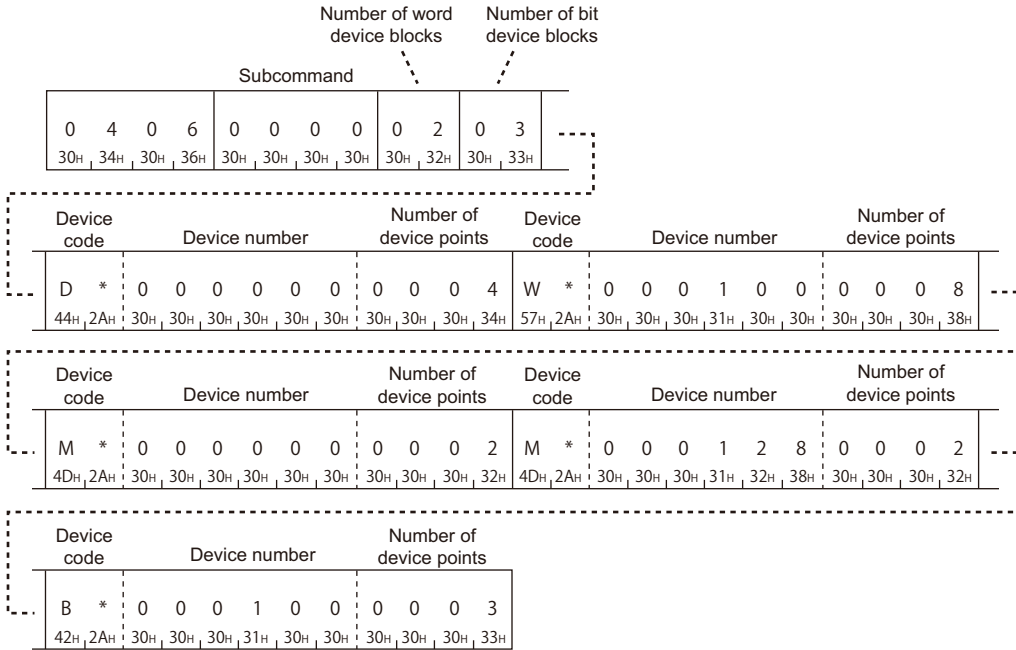 Number of word device blocks
Number of bit device blocks
Subcommand
0 4 0 6 0 0 0 0 0 2 0 3
30H 34H 30H 36H 30H 30H 30H 30H 30H 32H 30H 33H
Device code Device number Number of device points Device code Device number Number of device points
D * 0 0 0 0 0 0 0 0 0 4 W * 0 0 0 1 0 0 0 0 0 8
44H 2AH 30H 30H 30H 30H 30H 30H 30H 30H 30H 34H 57H 2AH 30H 30H 30H 31H 30H 30H 30H 30H 30H 38H
Device code Device number Number of device points Device code Device number Number of device points
M * 0 0 0 0 0 0 0 0 0 2 M * 0 0 0 1 2 8 0 0 0 2
4DH 2AH 30H 30H 30H 30H 30H 30H 30H 30H 30H 32H 4DH 2AH 30H 30H 30H 31H 32H 38H 30H 30H 30H 32H
Device code Device number Number of device points
B * 0 0 0 1 0 0 0 0 0 3
42H 2AH 30H 30H 30H 31H 30H 30H 30H 30H 30H 33H